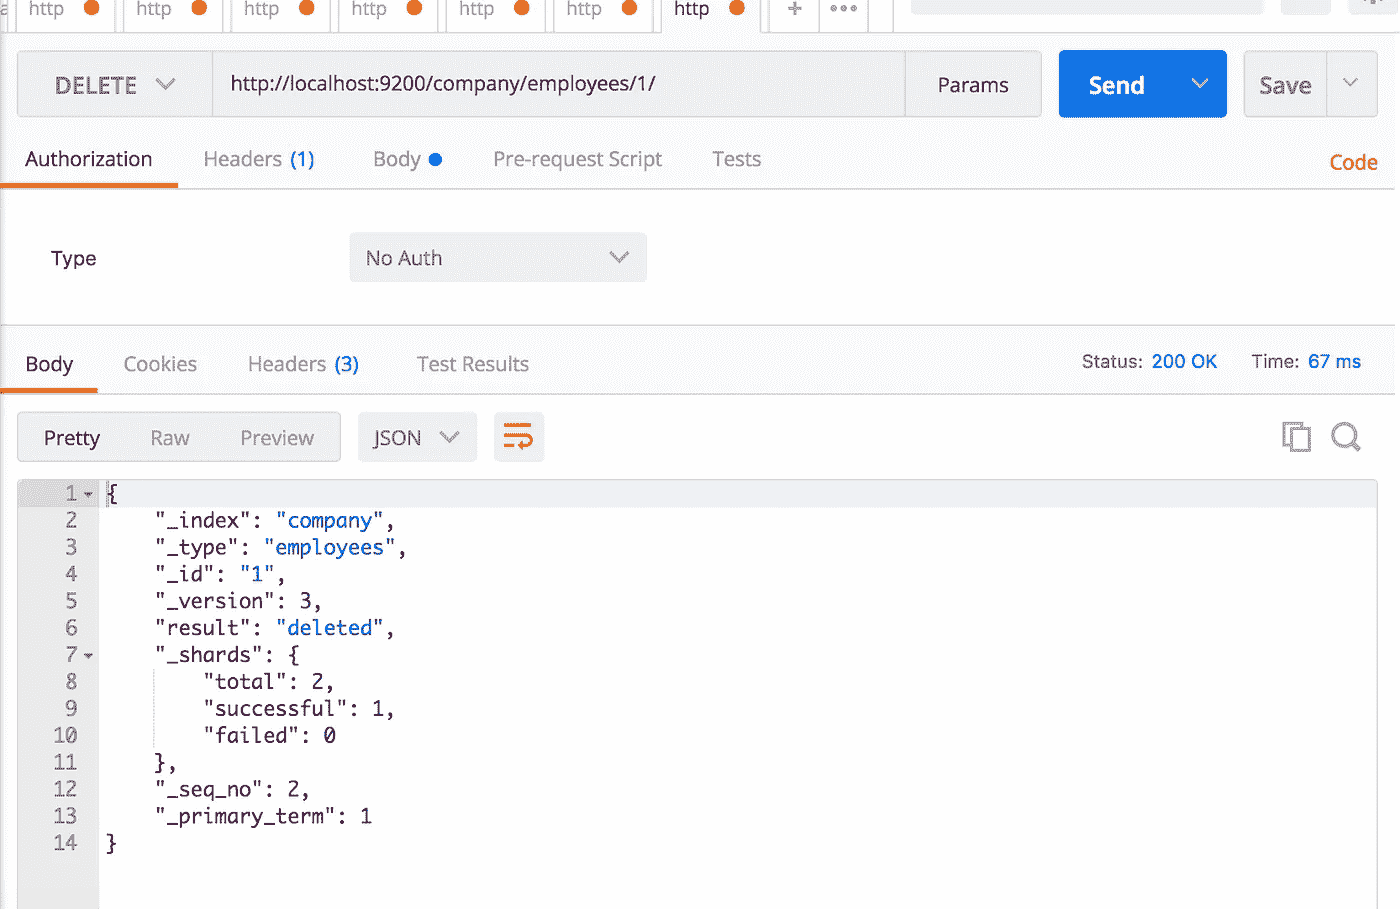 http http http http http http http + •••
DELETE http://localhost:9200/company/employees/1/ Params Send Save
Authorization Headers (1) Body Pre-request Script Tests Code
Type No Auth
Body Cookies Headers (3) Test Results Status: 200 OK Time: 67 ms
Pretty Raw Preview JSON
1 {
2 "_index": "company",
3 "_type": "employees",
4 "_id": "1",
5 "_version": 3,
6 "result": "deleted",
7 "_shards": {
8 "total": 2,
9 "successful": 1,
10 "failed": 0
11 },
12 "_seq_no": 2,
13 "_primary_term": 1
14 }